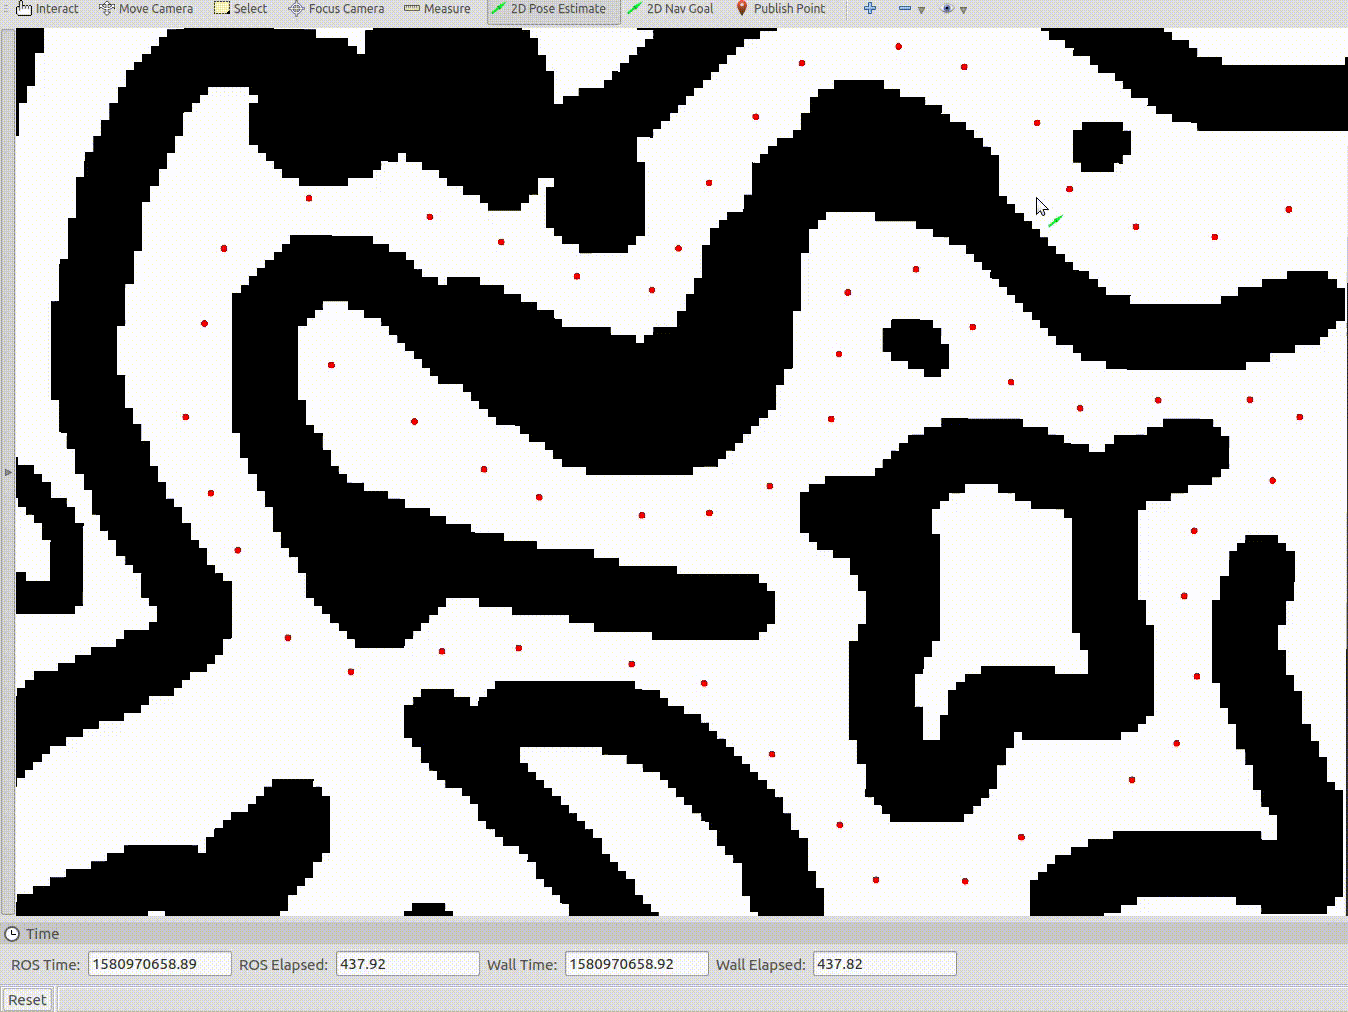 Interact Move Camera Select Focus Camera Measure 2D Pose Estimate 2D Nav Goal Publish Point
Time
ROS Time: 1580970658.89 ROS Elapsed: 437.92 Wall Time: 1580970658.92 Wall Elapsed: 437.82
Reset